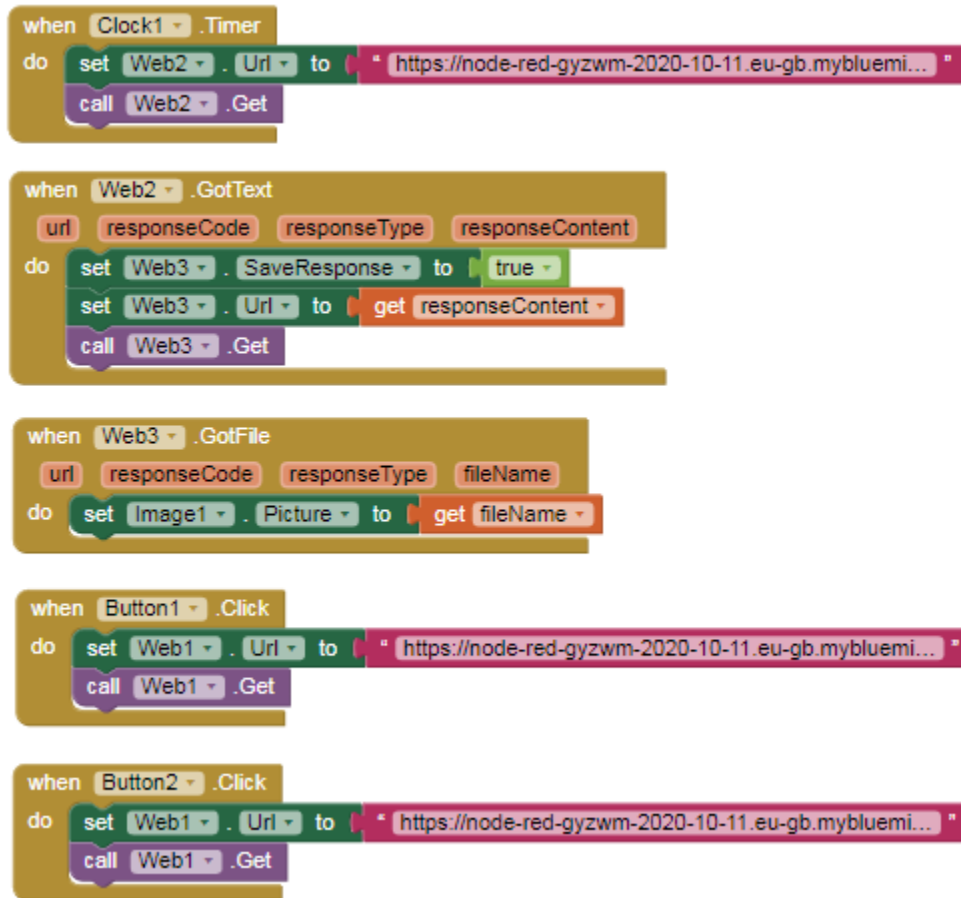 when Clock1 .Timer
do set Web2 . Url to " https://node-red-gyzwm-2020-10-11.eu-gb.mybluemi... "
call Web2 .Get
when Web2 .GotText
url responseCode responseType responseContent
do set Web3 . SaveResponse to true
set Web3 . Url to get responseContent
call Web3 .Get
when Web3 .GotFile
url responseCode responseType fileName
do set Image1 . Picture to get fileName
when Button1 .Click
do set Web1 . Url to " https://node-red-gyzwm-2020-10-11.eu-gb.mybluemi... "
call Web1 .Get
when Button2 .Click
do set Web1 . Url to " https://node-red-gyzwm-2020-10-11.eu-gb.mybluemi... "
call Web1 .Get